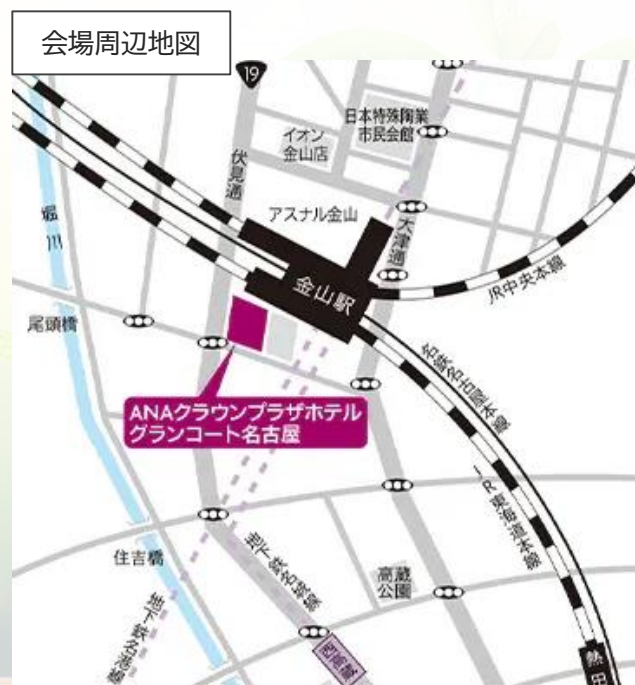 会場周辺地図
19
日本特殊陶業
市民会館
イオン
金山店
伏見通
アスナル金山
大津通
堀川
金山駅
JR中央本線
尾頭橋
名鉄名古屋本線
ANAクラウンプラザホテル
グランコート名古屋
JR東海道本線
住吉橋
地下鉄名城線
高蔵
公園
地下鉄名港線
西高蔵
熱田